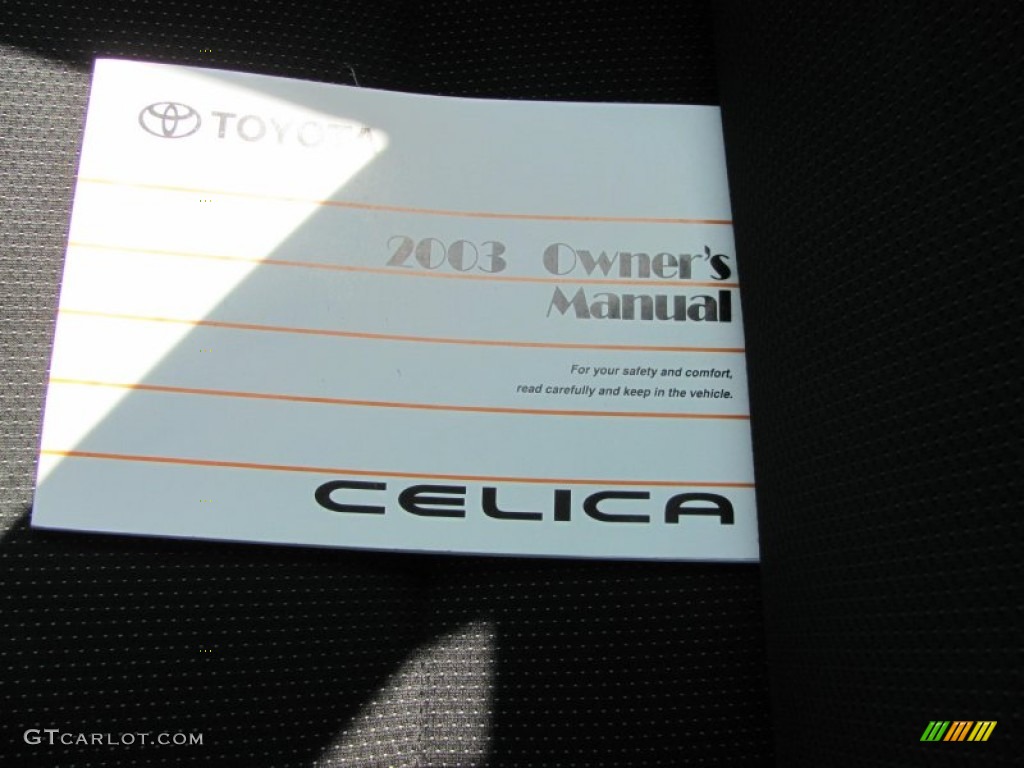 TOYOTA
2003 Owner's
Manual
For your safety and comfort,
read carefully and keep in the vehicle.
CELICA
GTCARLOT.COM